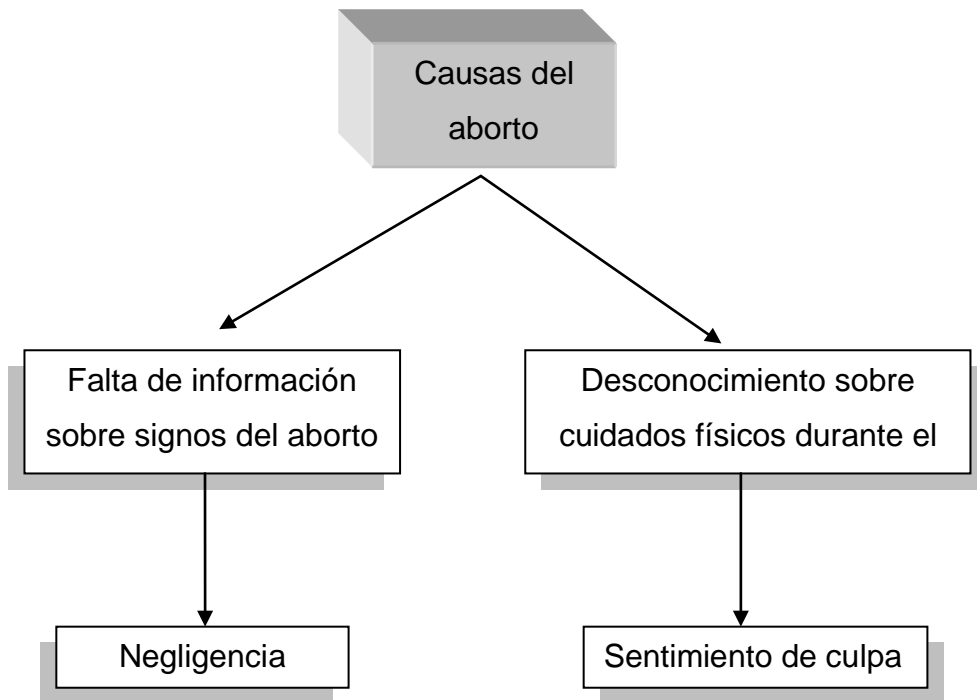 Causas del
aborto
Falta de información
sobre signos del aborto
Desconocimiento sobre
cuidados físicos durante el
Negligencia
Sentimiento de culpa